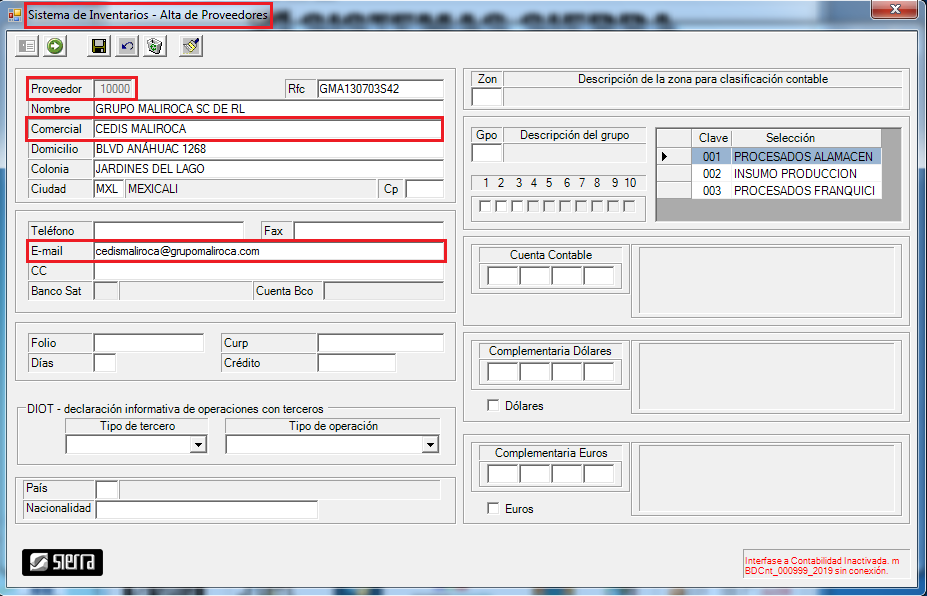 Sistema de Inventarios - Alta de Proveedores
Proveedor 10000 Rfc GMA130703S42
Nombre GRUPO MALIROCA SC DE RL
Comercial CEDIS MALIROCA
Domicilio BLVD ANÁHUAC 1268
Colonia JARDINES DEL LAGO
Ciudad MXL MEXICALI Cp
Teléfono Fax
E-mail cedismaliroca@grupomaliroca.com
CC
Banco Sat Cuenta Bco
Folio Curp
Días Crédito
DIOT - declaración informativa de operaciones con terceros
Tipo de tercero Tipo de operación
País
Nacionalidad
sierra
Zon Descripción de la zona para clasificación contable
Gpo Descripción del grupo
1 2 3 4 5 6 7 8 9 10
Clave Selección
001 PROCESADOS ALAMACEN
002 INSUMO PRODUCCION
003 PROCESADOS FRANQUICI
Cuenta Contable
Complementaria Dólares
Dólares
Complementaria Euros
Euros
Interfase a Contabilidad Inactivada. m
BDCnt_000999_2019 sin conexión.